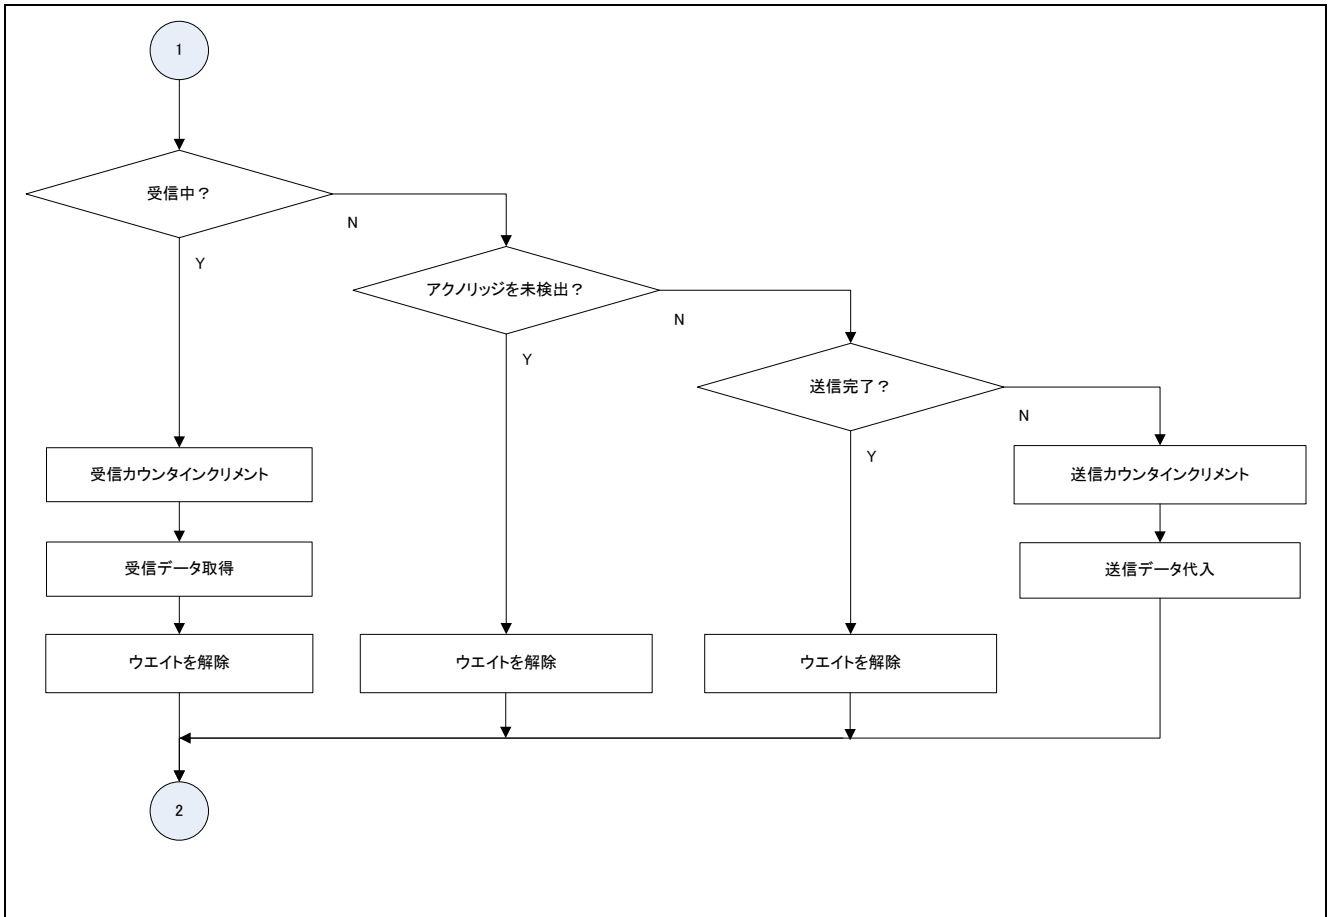 1
受信中？
N
Y
アクノリッジを未検出？
N
Y
送信完了？
N
Y
受信カウンタインクリメント
送信カウンタインクリメント
受信データ取得
送信データ代入
ウエイトを解除
ウエイトを解除
ウエイトを解除
2